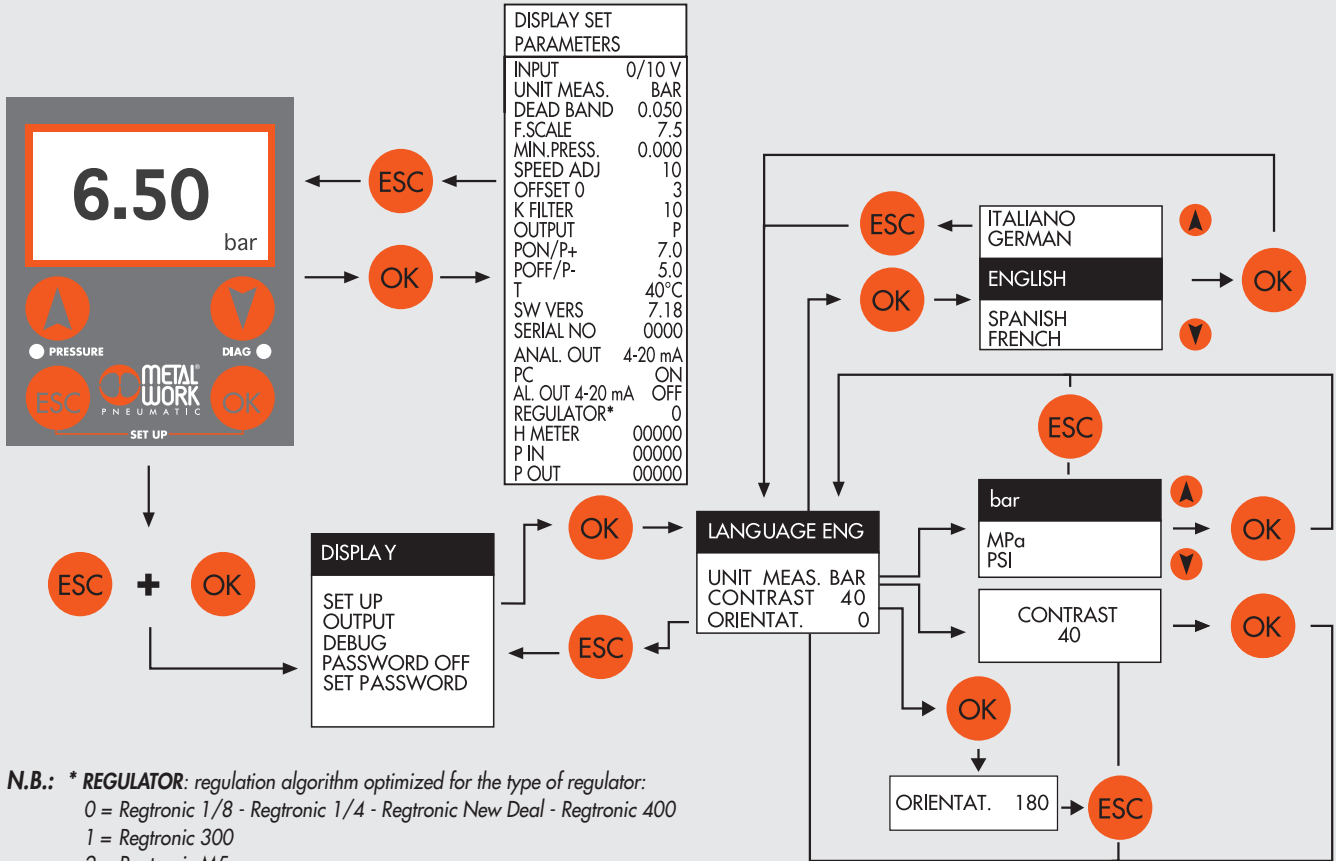 DISPLAY SET
PARAMETERS
INPUT 0/10 V
UNIT MEAS. BAR
DEAD BAND 0.050
F.SCALE 7.5
MIN.PRESS. 0.000
SPEED ADJ 10
OFFSET 0 3
K FILTER 10
OUTPUT P
PON/P+ 7.0
POFF/P- 5.0
T 40°C
SW VERS 7.18
SERIAL NO 0000
ANAL. OUT 4-20 mA
PC ON
AL. OUT 4-20 mA OFF
REGULATOR* 0
H METER 00000
P IN 00000
P OUT 00000
6.50
bar
PRESSURE
DIAG
ESC
METAL
WORK
PNEUMATIC
OK
SET UP
ESC
OK
ESC
OK
ITALIANO
GERMAN
ENGLISH
SPANISH
FRENCH
OK
ESC
bar
MPa
PSI
OK
CONTRAST
40
OK
ESC + OK
DISPLA Y
SET UP
OUTPUT
DEBUG
PASSWORD OFF
SET PASSWORD
OK
ESC
LANGUAGE ENG
UNIT MEAS. BAR
CONTRAST 40
ORIENTAT. 0
OK
ORIENTAT. 180
ESC
N.B.: * REGULATOR: regulation algorithm optimized for the type of regulator:
0 = Regtronic 1/8 - Regtronic 1/4 - Regtronic New Deal - Regtronic 400
1 = Regtronic 300